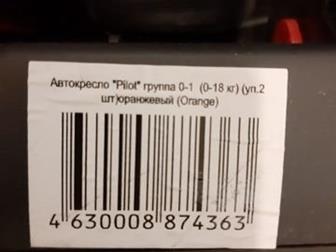 Автокресло "Pilot" группа 0-1 (0-18 кг) (уп.2
шт)оранжевый (Orange)
4 630008 874363